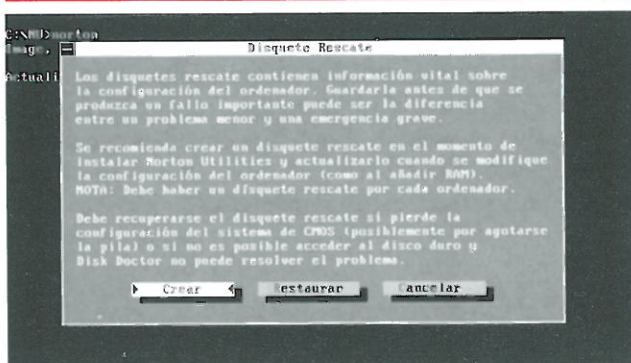 C:\NU>norton
Image,
Disquete Rescate
Actuali
Los disquetes rescate contienen información vital sobre
la configuración del ordenador. Guardarla antes de que se
produzca un fallo importante puede ser la diferencia
entre un problema menor y una emergencia grave.
Se recomienda crear un disquete rescate en el momento de
instalar Norton Utilities y actualizarlo cuando se modifique
la configuración del ordenador (como al añadir RAM).
NOTA: Debe haber un disquete rescate por cada ordenador.
Debe recuperarse el disquete rescate si pierde la
configuración del sistema de CMOS (posiblemente por agotarse
la pila) o si no es posible acceder al disco duro y
Disk Doctor no puede resolver el problema.
Crear Restaurar Cancelar